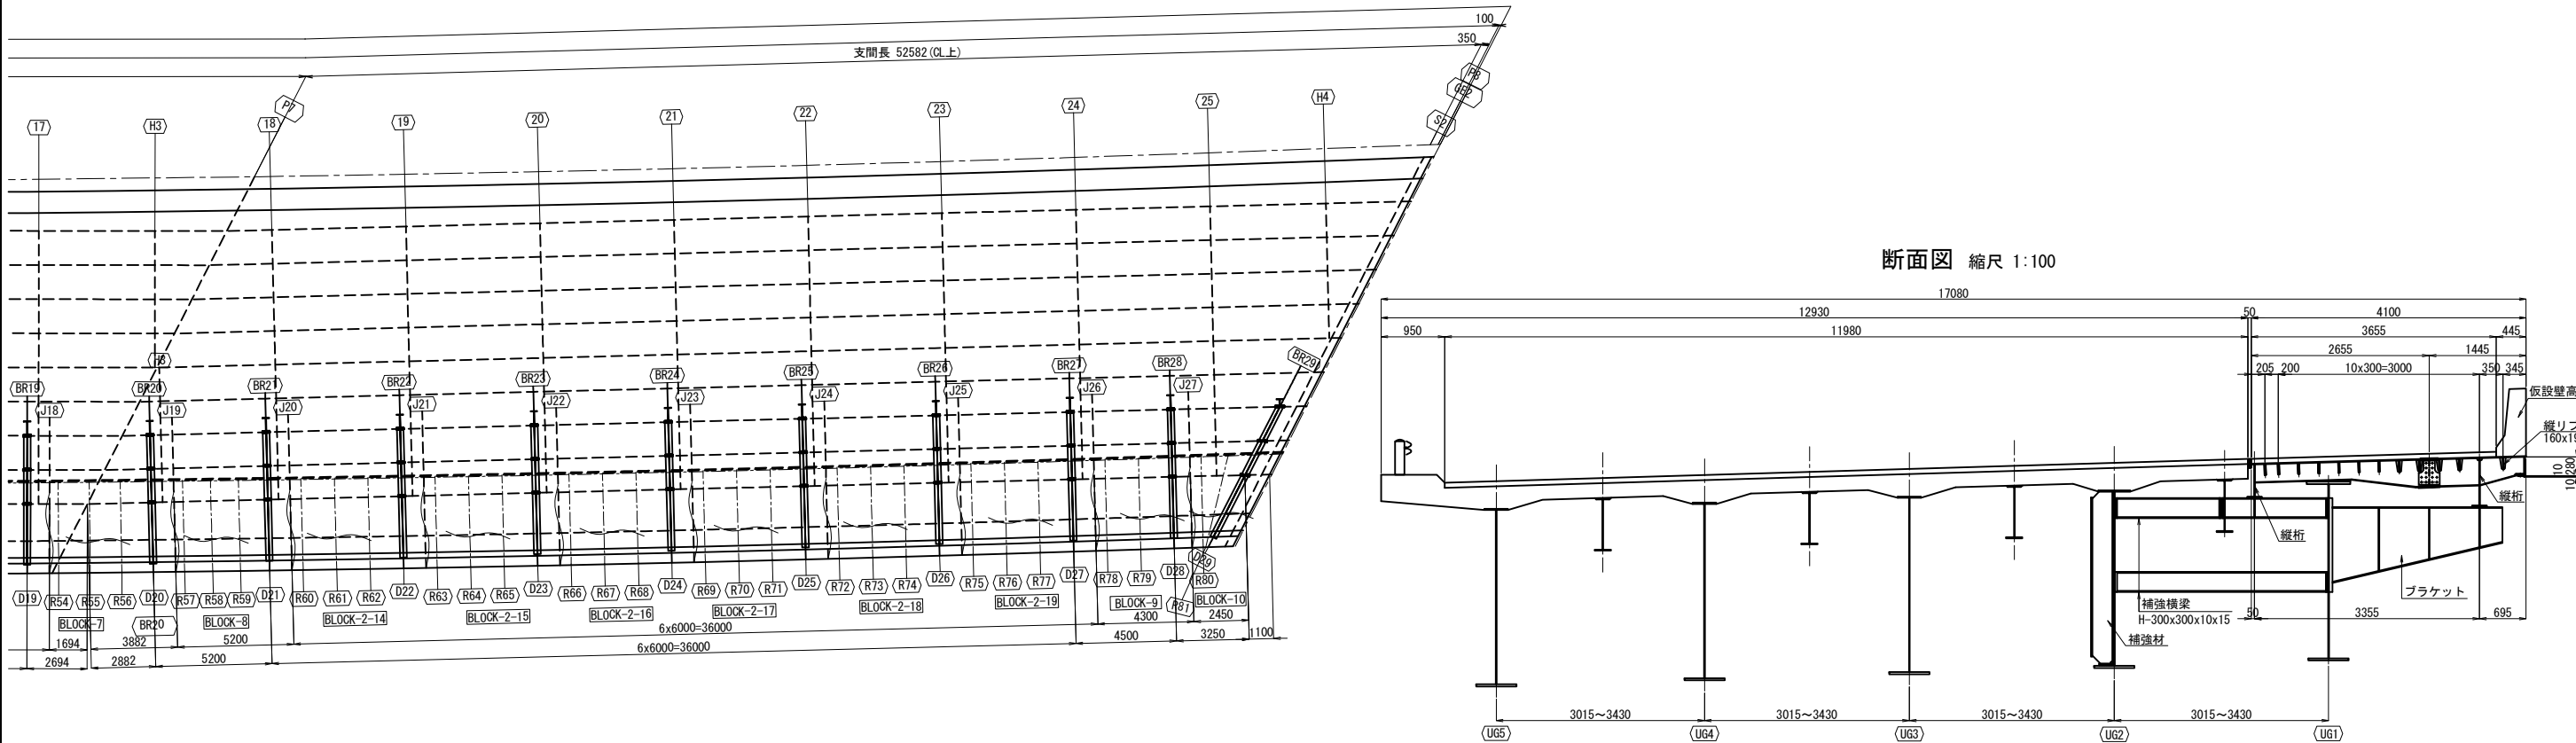 100
350
支間長 52582(CL上)
P7
P8
GE2
S2
17
H3
18
19
20
21
22
23
24
25
H4
H3
BR19
BR20
BR21
BR22
BR23
BR24
BR25
BR26
BR27
BR28
BR29
J18
J19
J20
J21
J22
J23
J24
J25
J26
J27
D19
R54
R55
R56
D20
R57
R58
R59
D21
R60
R61
R62
D22
R63
R64
R65
D23
R66
R67
R68
D24
R69
R70
R71
D25
R72
R73
R74
D26
R75
R76
R77
D27
R78
R79
D28
R80
D29
R81
BLOCK-7
BR20
BLOCK-8
BLOCK-2-14
BLOCK-2-15
BLOCK-2-16
BLOCK-2-17
BLOCK-2-18
BLOCK-2-19
BLOCK-9
BLOCK-10
1694
3882
5200
6x6000=36000
4300
2450
2694
2882
5200
6x6000=36000
4500
3250
1100
断面図 縮尺 1:100
17080
12930
50
4100
950
11980
3655
445
2655
1445
205
200
10x300=3000
350
345
仮設壁高
縦リブ
160x19
10
280
10
縦桁
縦桁
ブラケット
補強横梁
H-300x300x10x15
補強材
50
3355
695
3015~3430
3015~3430
3015~3430
3015~3430
UG5
UG4
UG3
UG2
UG1